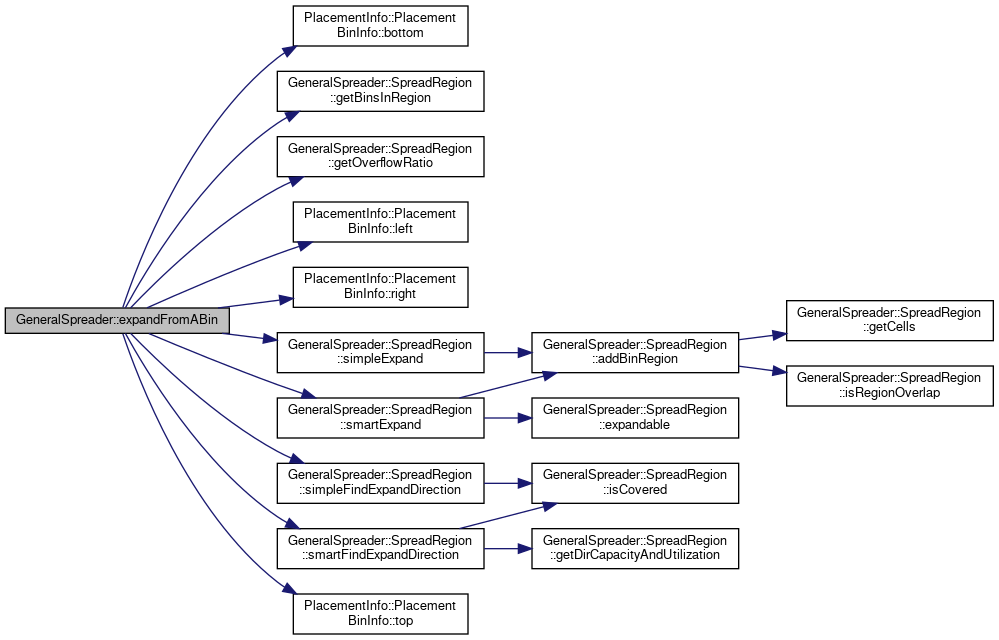 PlacementInfo::Placement
BinInfo::bottom
GeneralSpreader::SpreadRegion
::getBinsInRegion
GeneralSpreader::SpreadRegion
::getOverflowRatio
PlacementInfo::Placement
BinInfo::left
PlacementInfo::Placement
BinInfo::right
GeneralSpreader::expandFromABin
GeneralSpreader::SpreadRegion
::simpleExpand
GeneralSpreader::SpreadRegion
::smartExpand
GeneralSpreader::SpreadRegion
::simpleFindExpandDirection
GeneralSpreader::SpreadRegion
::smartFindExpandDirection
PlacementInfo::Placement
BinInfo::top
GeneralSpreader::SpreadRegion
::addBinRegion
GeneralSpreader::SpreadRegion
::expandable
GeneralSpreader::SpreadRegion
::isCovered
GeneralSpreader::SpreadRegion
::getDirCapacityAndUtilization
GeneralSpreader::SpreadRegion
::getCells
GeneralSpreader::SpreadRegion
::isRegionOverlap